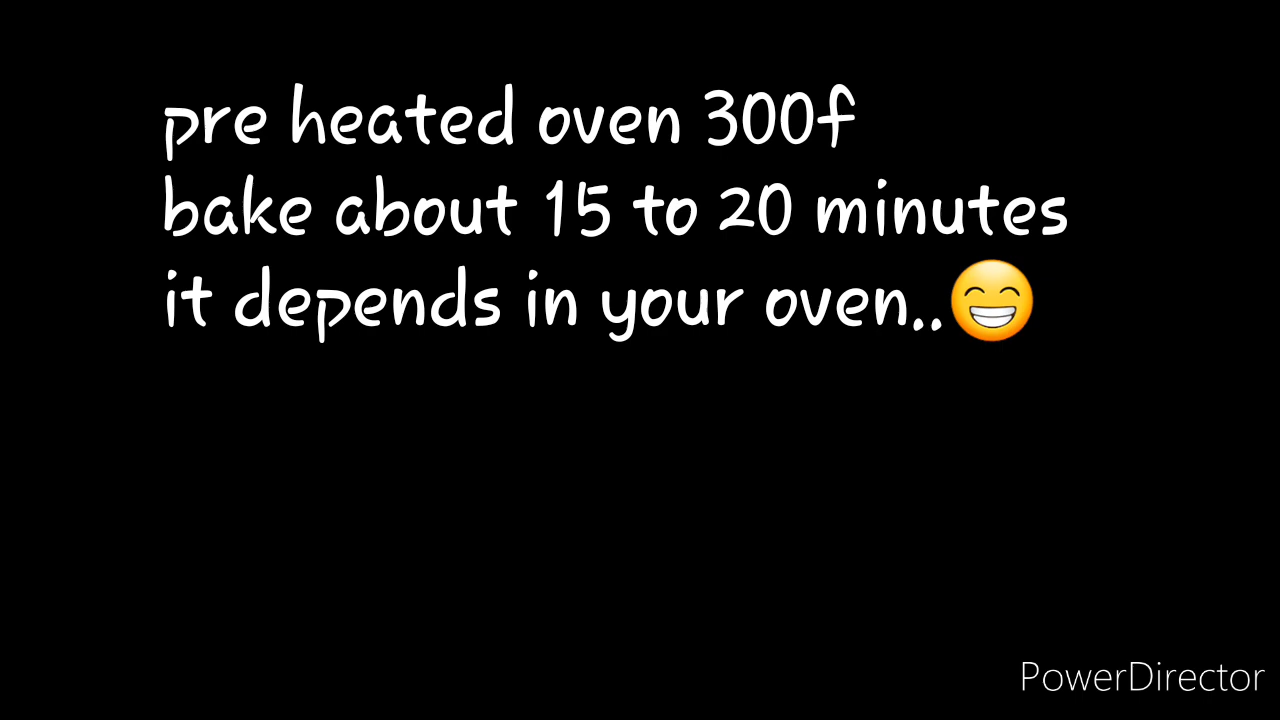 pre heated oven 300f
bake about 15 to 20 minutes
it depends in your oven..😁
PowerDirector